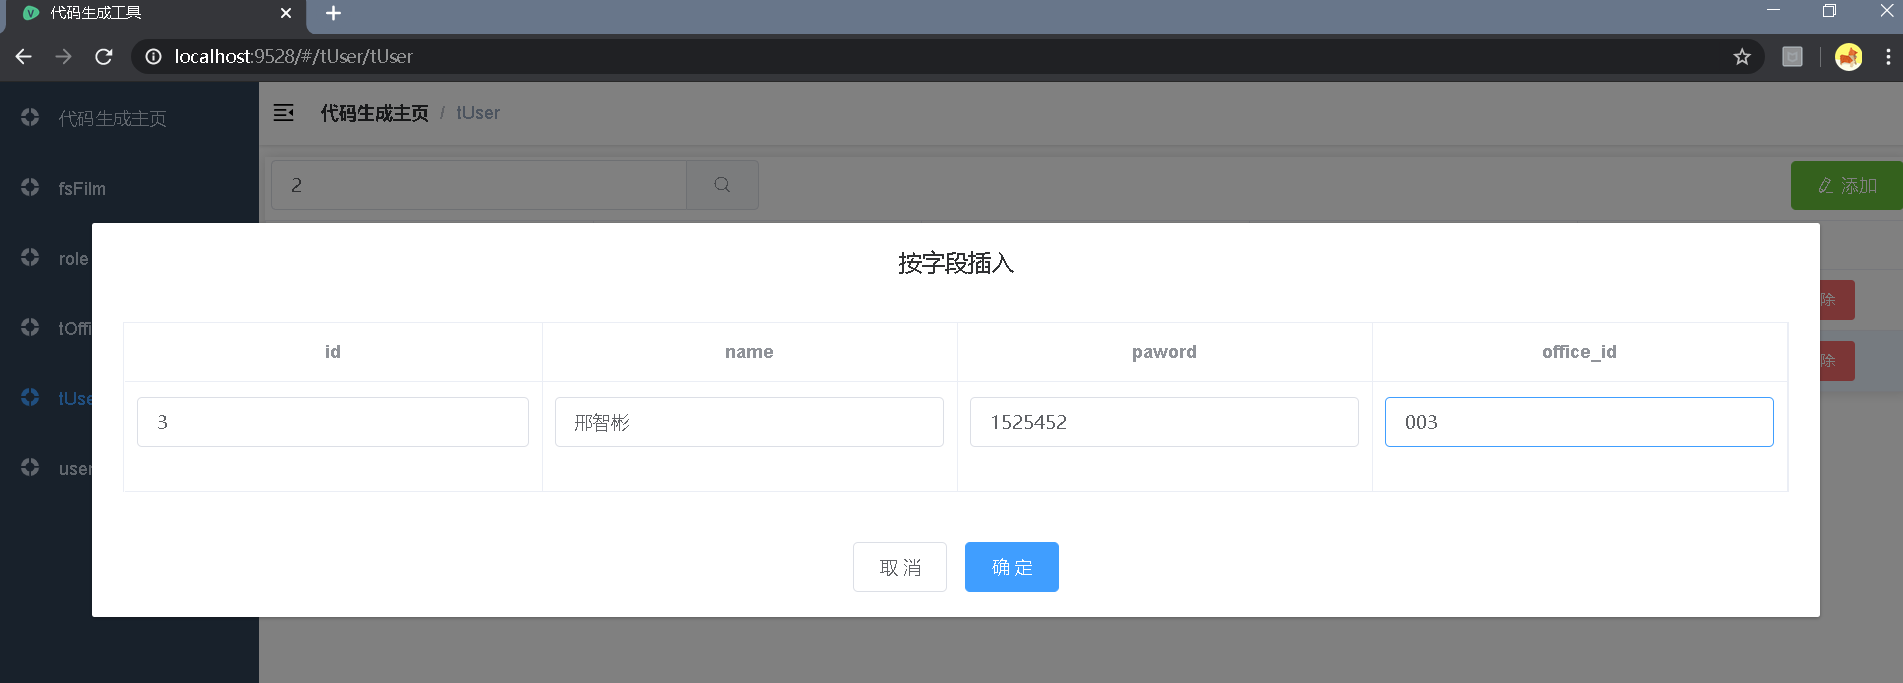 代码生成工具
localhost:9528/#/tUser/tUser
代码生成主页
代码生成主页 / tUser
fsFilm
2
添加
role
按字段插入
除
tOffi
id name paword office_id
除
tUse
3 邢智彬 1525452 003
user
取 消 确 定